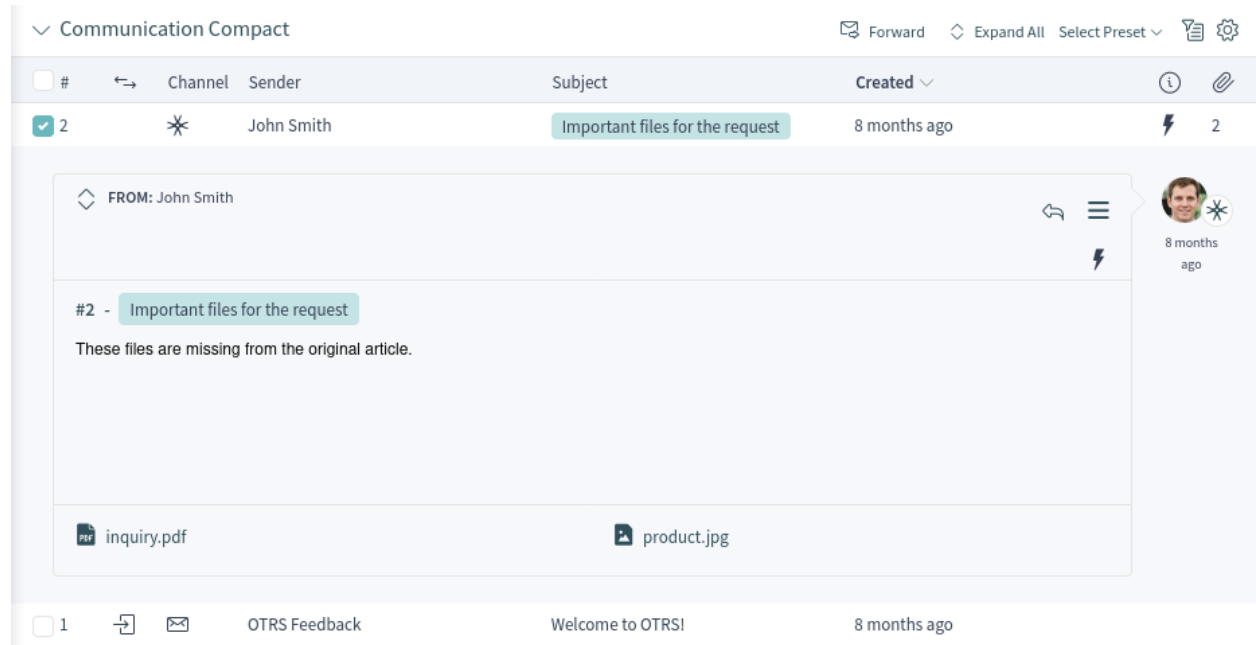 Communication Compact Forward Expand All Select Preset
# Channel Sender Subject Created
2 John Smith Important files for the request 8 months ago 2
FROM: John Smith
8 months
ago
#2 - Important files for the request
These files are missing from the original article.
PDF inquiry.pdf product.jpg
1 OTRS Feedback Welcome to OTRS! 8 months ago